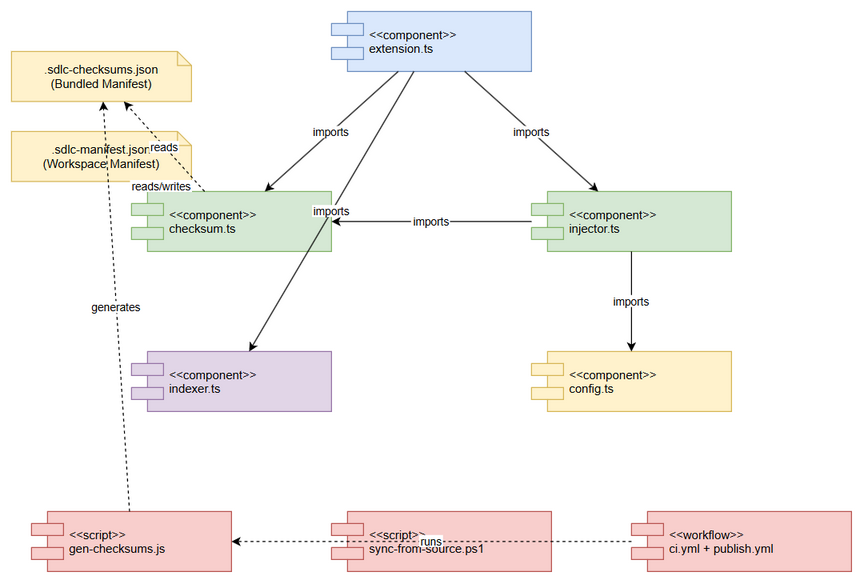 <<component>>
extension.ts
.sdlc-checksums.json
(Bundled Manifest)
imports
imports
.sdlc-manifest.json
reads
(Workspace Manifest)
reads/writes
<<component>>
checksum.ts
imports
imports
<<component>>
injector.ts
generates
imports
<<component>>
indexer.ts
<<component>>
config.ts
<<script>>
gen-checksums.js
<<script>>
sync-from-source.ps1
runs
<<workflow>>
ci.yml + publish.yml